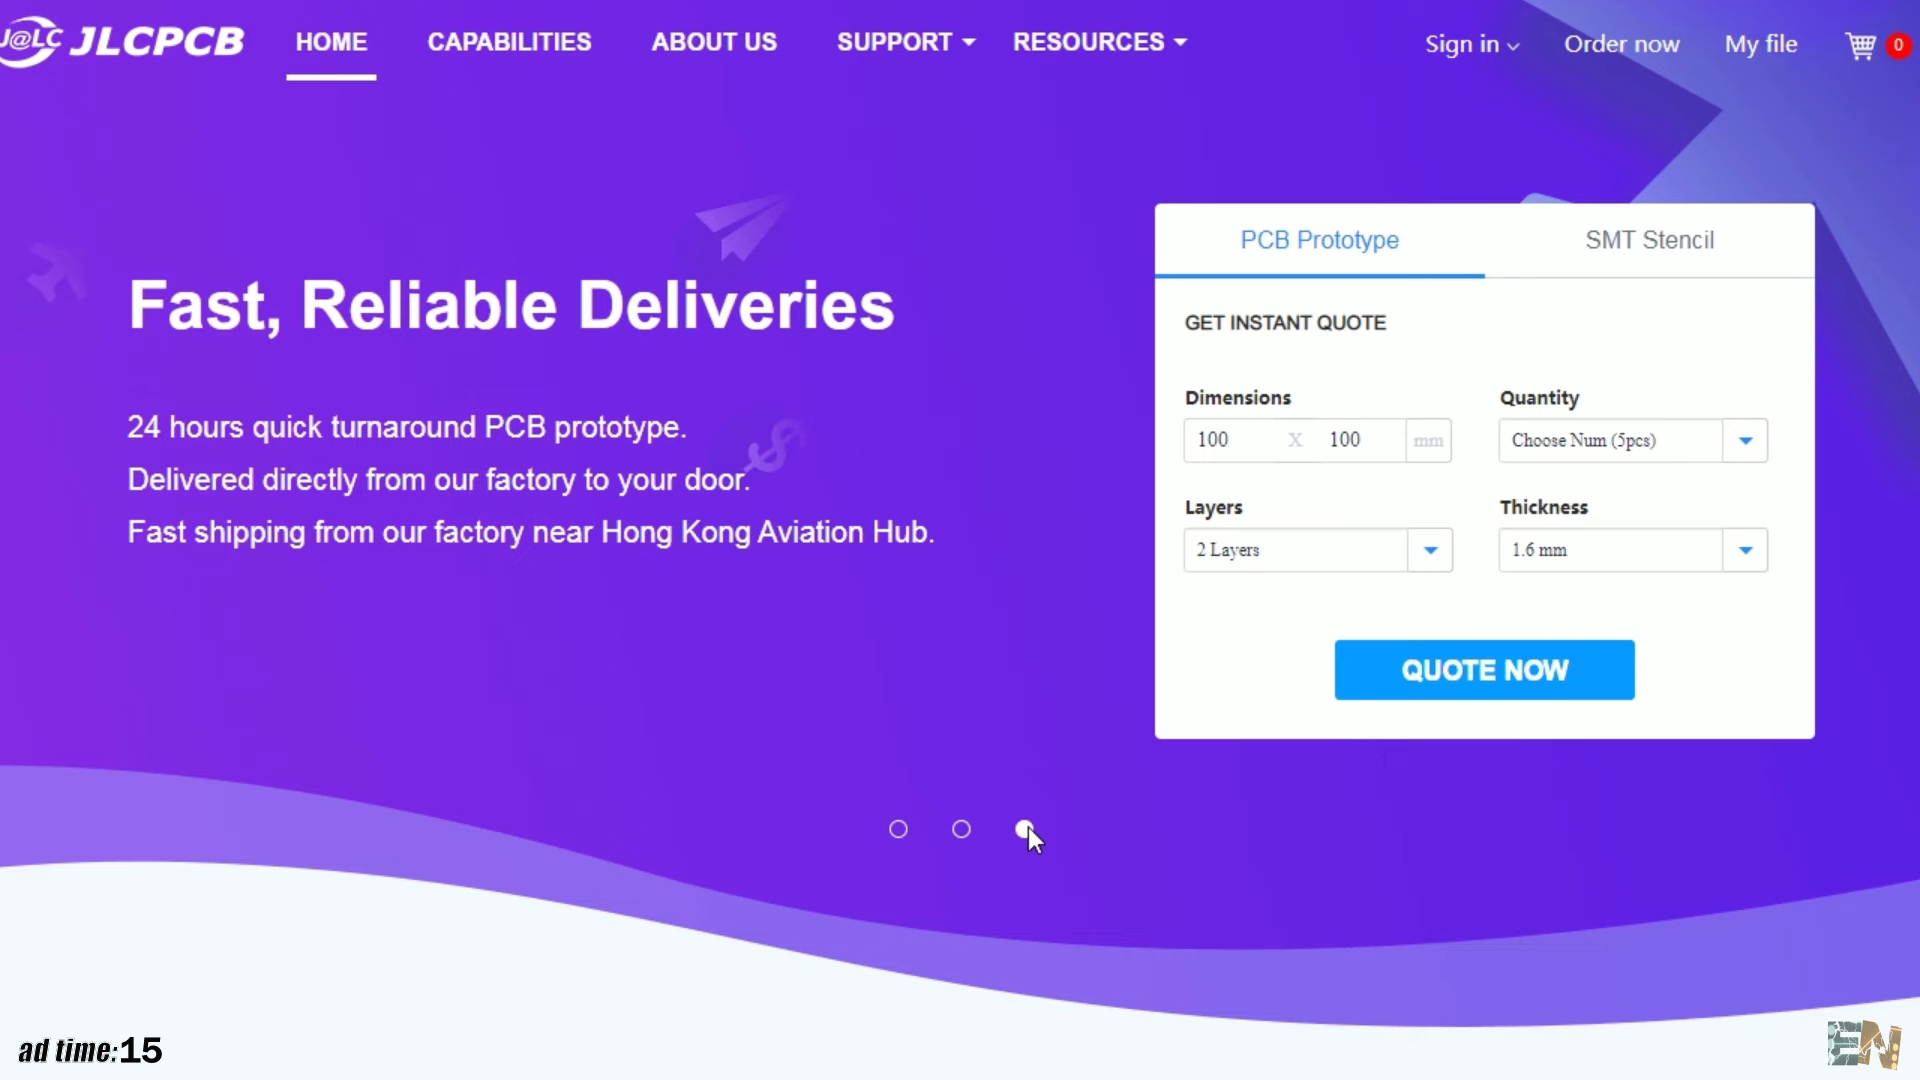 J@LC JLCPCB HOME CAPABILITIES ABOUT US SUPPORT RESOURCES Sign in Order now My file 0
Fast, Reliable Deliveries
24 hours quick turnaround PCB prototype.
Delivered directly from our factory to your door.
Fast shipping from our factory near Hong Kong Aviation Hub.
PCB Prototype SMT Stencil
GET INSTANT QUOTE
Dimensions Quantity
100 X 100 mm Choose Num (5pcs)
Layers Thickness
2 Layers 1.6 mm
QUOTE NOW
ad time:15
EN